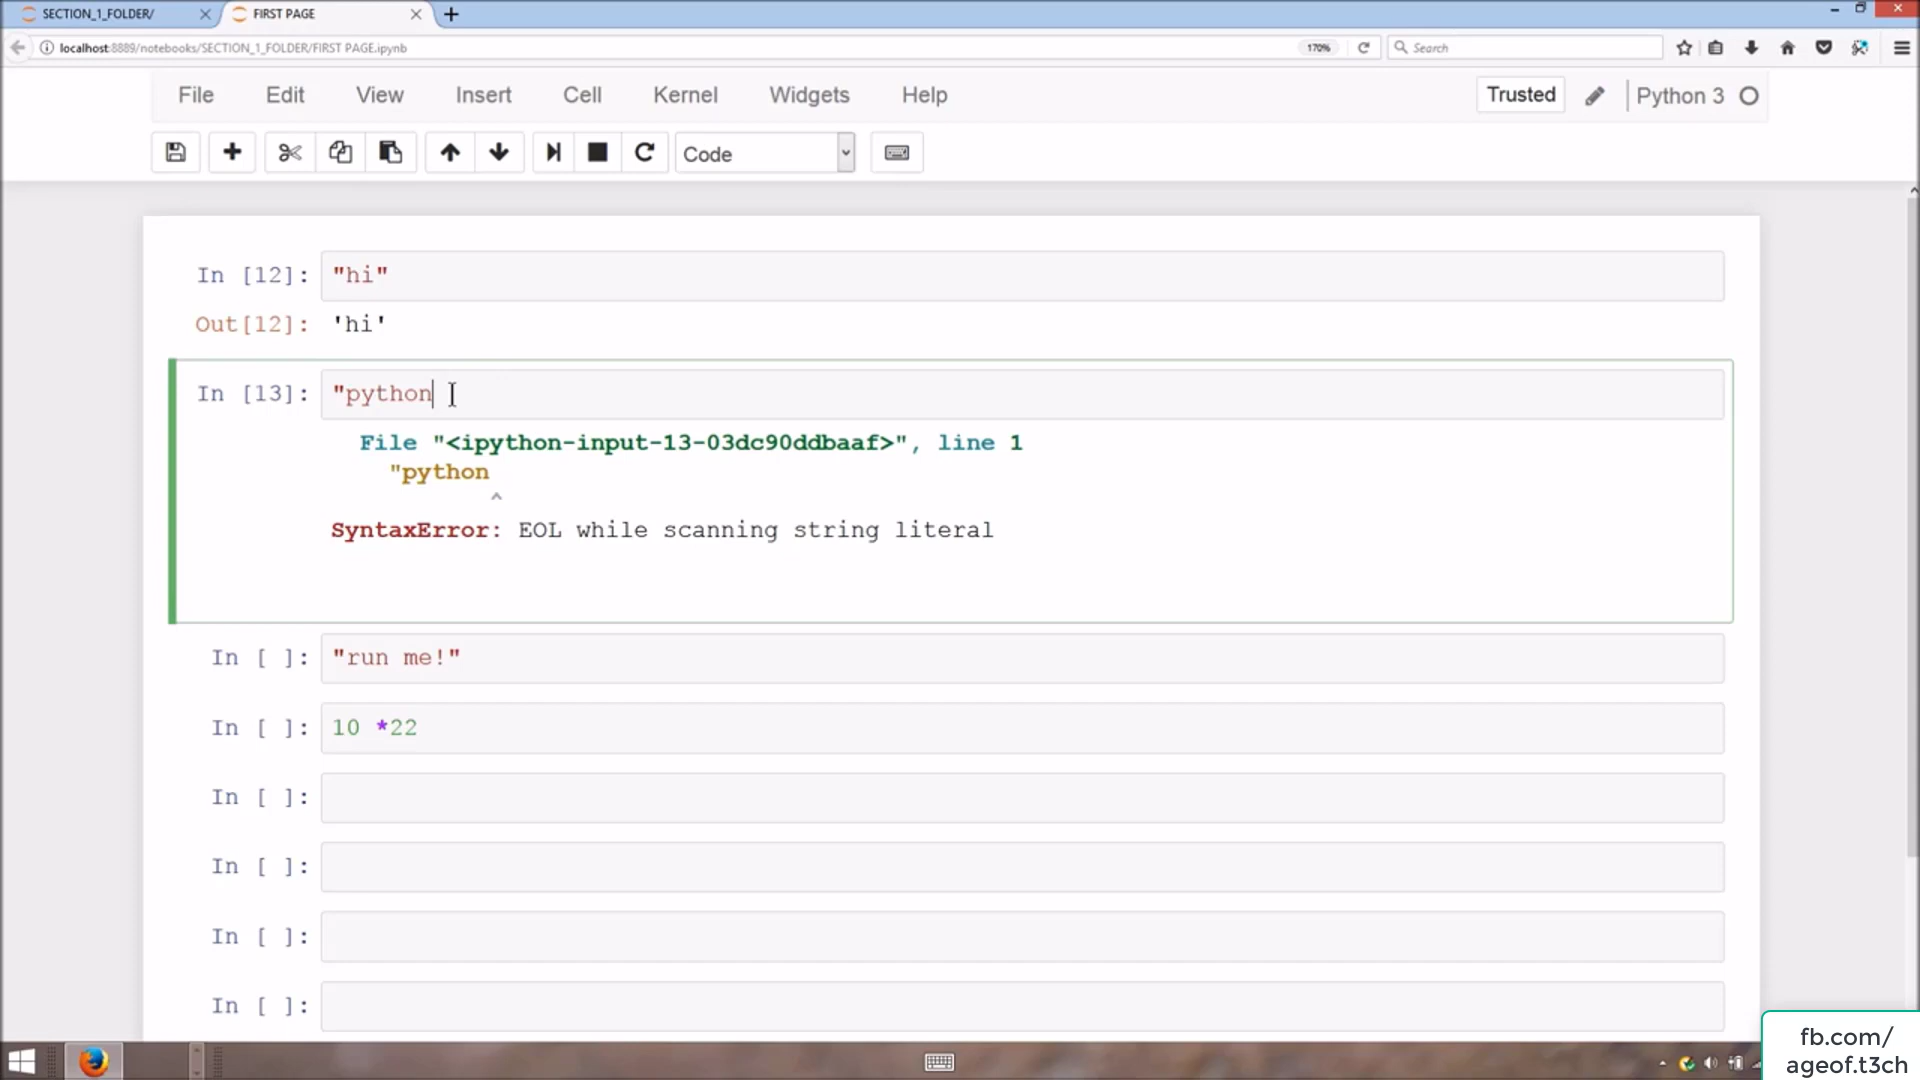 SECTION_1_FOLDER/
FIRST PAGE
localhost:8889/notebooks/SECTION_1_FOLDER/FIRST PAGE.ipynb
170%
Search
File Edit View Insert Cell Kernel Widgets Help
Trusted
Python 3
Code
In [12]: "hi"
Out[12]: 'hi'
In [13]: "python
File "<ipython-input-13-03dc90ddbaaf>", line 1
"python
^
SyntaxError: EOL while scanning string literal
In [ ]: "run me!"
In [ ]: 10 *22
In [ ]:
In [ ]:
In [ ]:
In [ ]:
fb.com/
ageof.t3ch